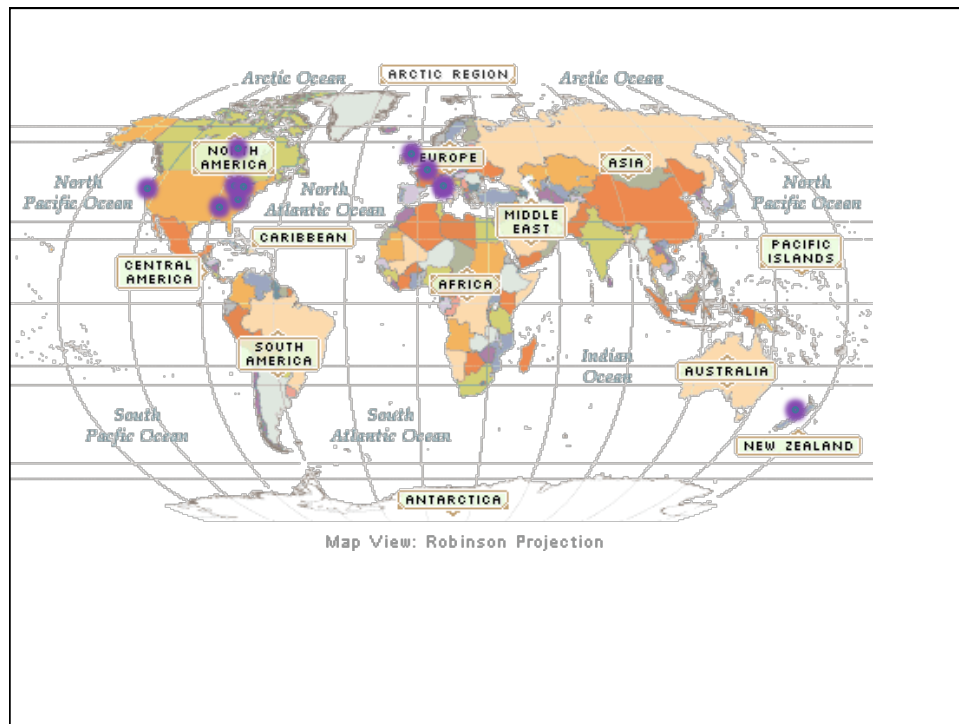 Arctic Ocean
ARCTIC REGION
Arctic Ocean
NORTH
AMERICA
EUROPE
ASIA
North
Pacific Ocean
North
Atlantic Ocean
North
Pacific Ocean
MIDDLE
EAST
CARIBBEAN
PACIFIC
ISLANDS
CENTRAL
AMERICA
AFRICA
SOUTH
AMERICA
Indian
Ocean
AUSTRALIA
South
Pacfic Ocean
South
Atlantic Ocean
NEW ZEALAND
ANTARCTICA
Map View: Robinson Projection